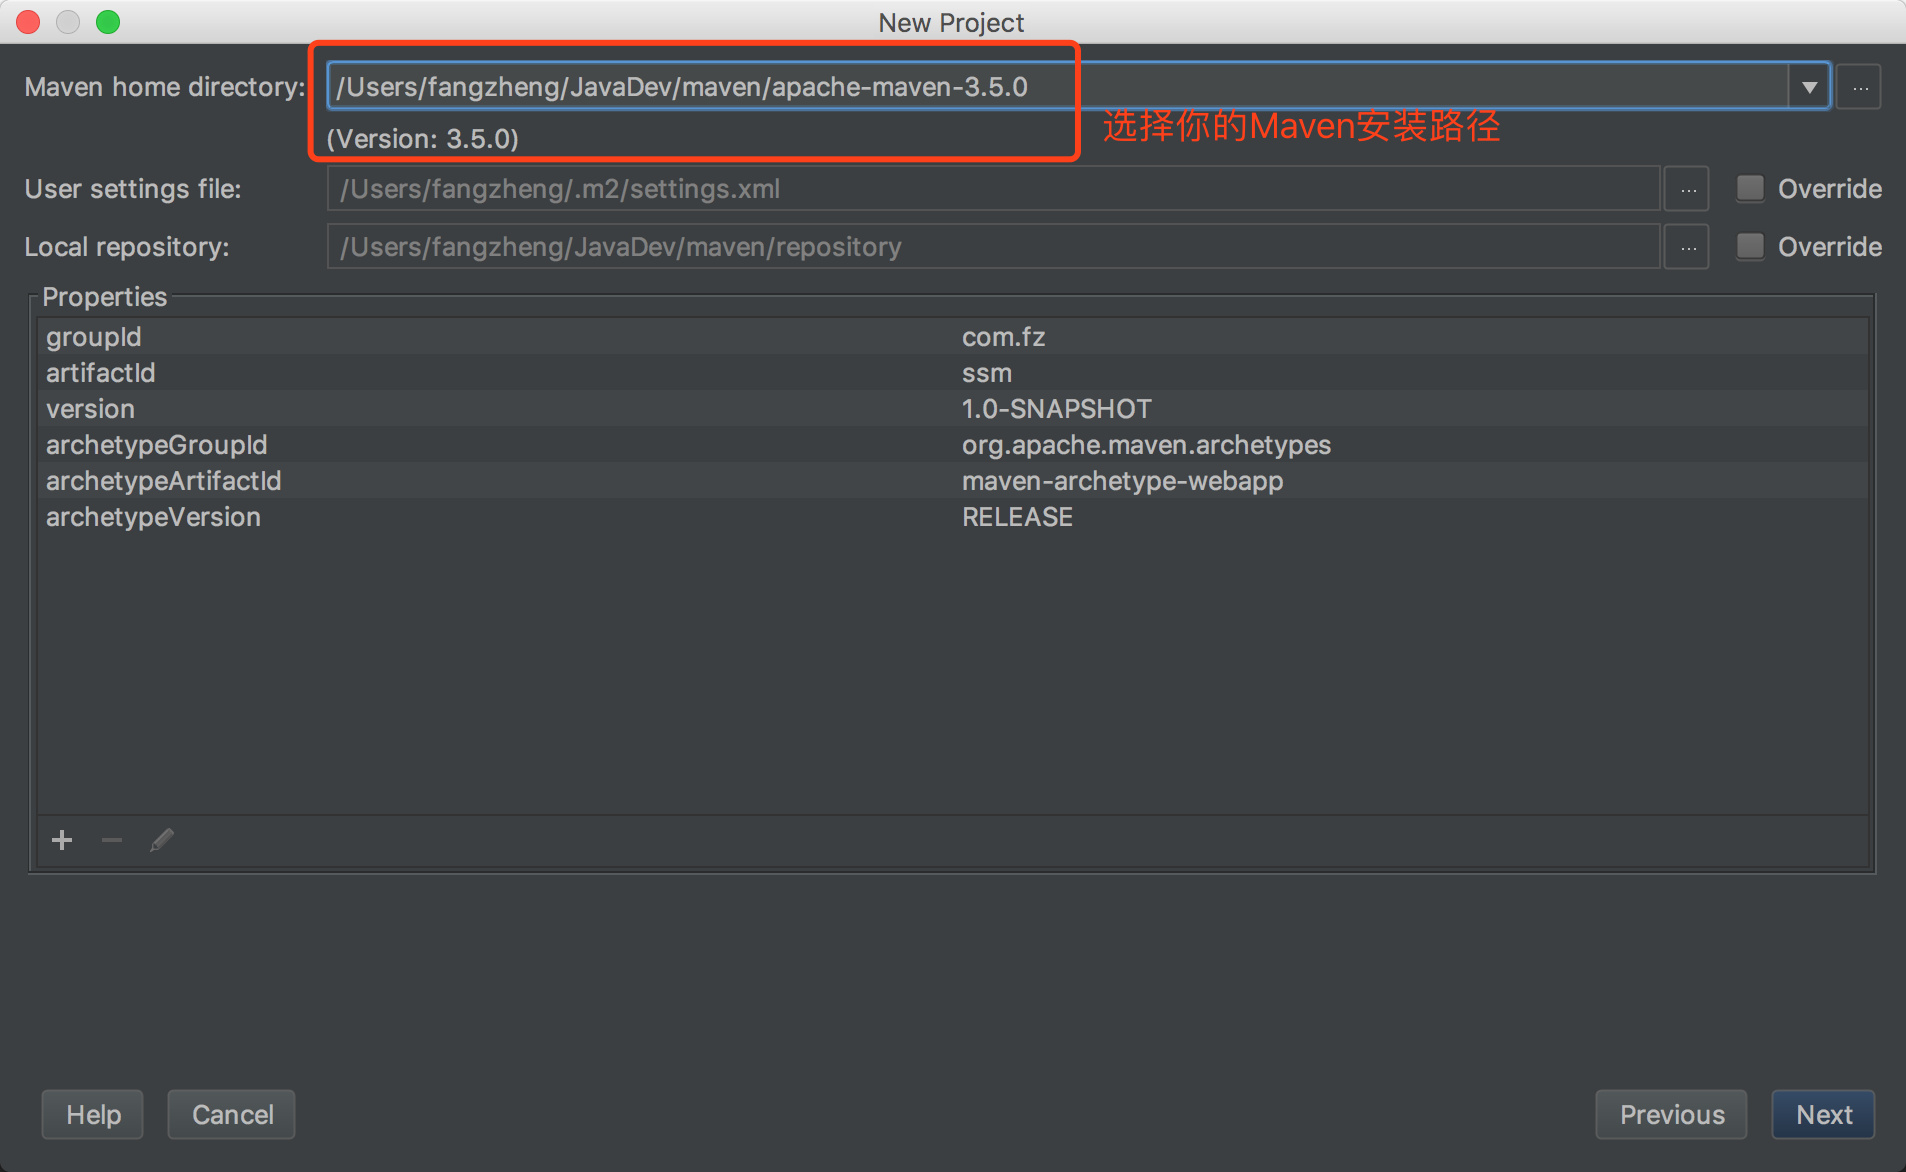 New Project
Maven home directory: /Users/fangzheng/JavaDev/maven/apache-maven-3.5.0 ...
(Version: 3.5.0) 选择你的Maven安装路径
User settings file: /Users/fangzheng/.m2/settings.xml ... Override
Local repository: /Users/fangzheng/JavaDev/maven/repository ... Override
Properties
groupId com.fz
artifactId ssm
version 1.0-SNAPSHOT
archetypeGroupId org.apache.maven.archetypes
archetypeArtifactId maven-archetype-webapp
archetypeVersion RELEASE
Help Cancel Previous Next